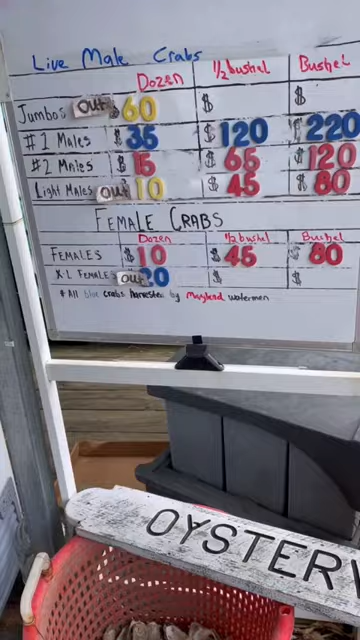 Live Male Crabs
Dozen 1/2 bushel Bushel
Jumbos out $60 $ $
#1 Males $35 $120 $220
#2 Males $15 $65 $120
Light Males out 10 $45 $80
FEMALE CRABS
Dozen 1/2 bushel Bushel
FEMALES $10 $45 $80
X-L FEMALES out 20 $ $
* All blue crabs harvested by Maryland watermen
OYSTER